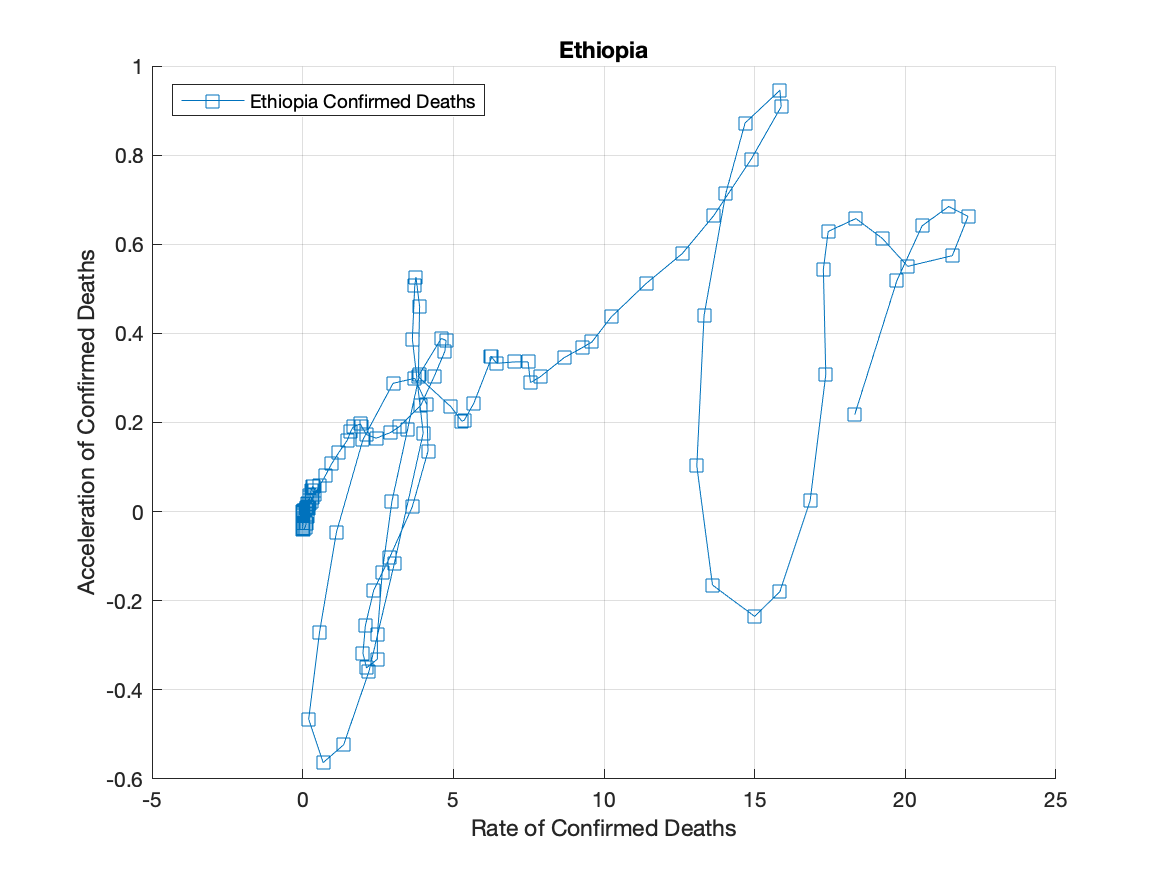 Ethiopia
Ethiopia Confirmed Deaths
Acceleration of Confirmed Deaths
1
0.8
0.6
0.4
0.2
0
-0.2
-0.4
-0.6
-5 0 5 10 15 20 25
Rate of Confirmed Deaths